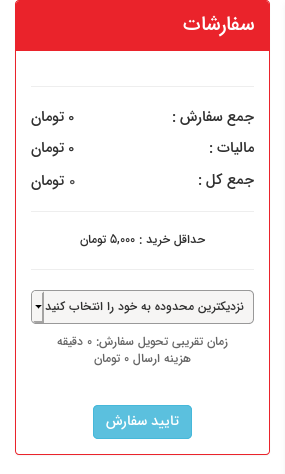 سفارشات
جمع سفارش : ۰ تومان
مالیات : ۰ تومان
جمع کل : ۰ تومان
حداقل خرید : ۵,۰۰۰ تومان
نزدیکترین محدوده به خود را انتخاب کنید
زمان تقریبی تحویل سفارش: ۰ دقیقه
هزینه ارسال ۰ تومان
تایید سفارش